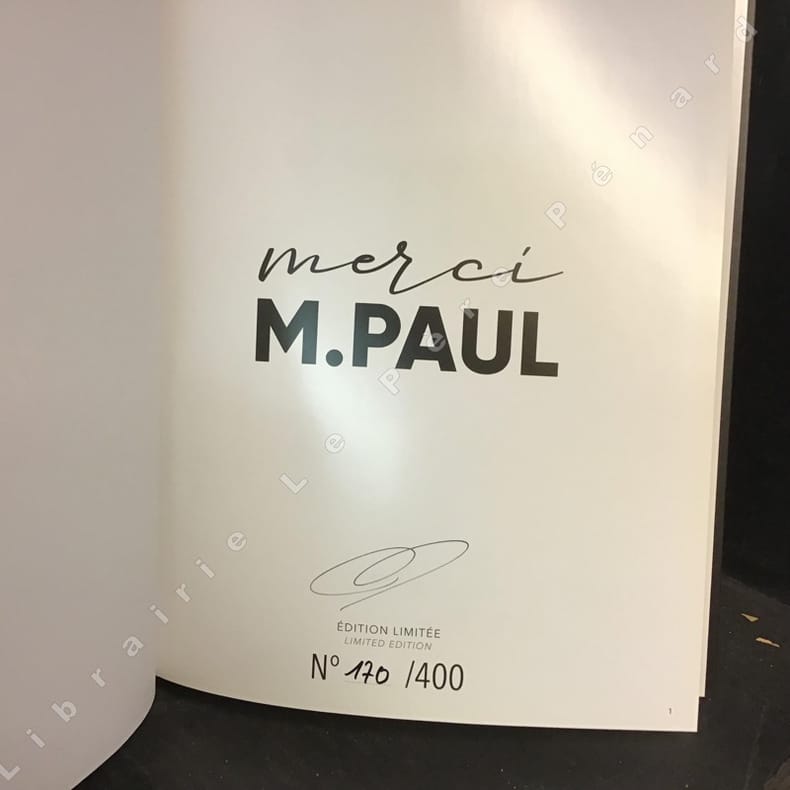 merci
M.PAUL
ÉDITION LIMITÉE
LIMITED EDITION
N° 170 /400
1
Librairie Le Père Pénard